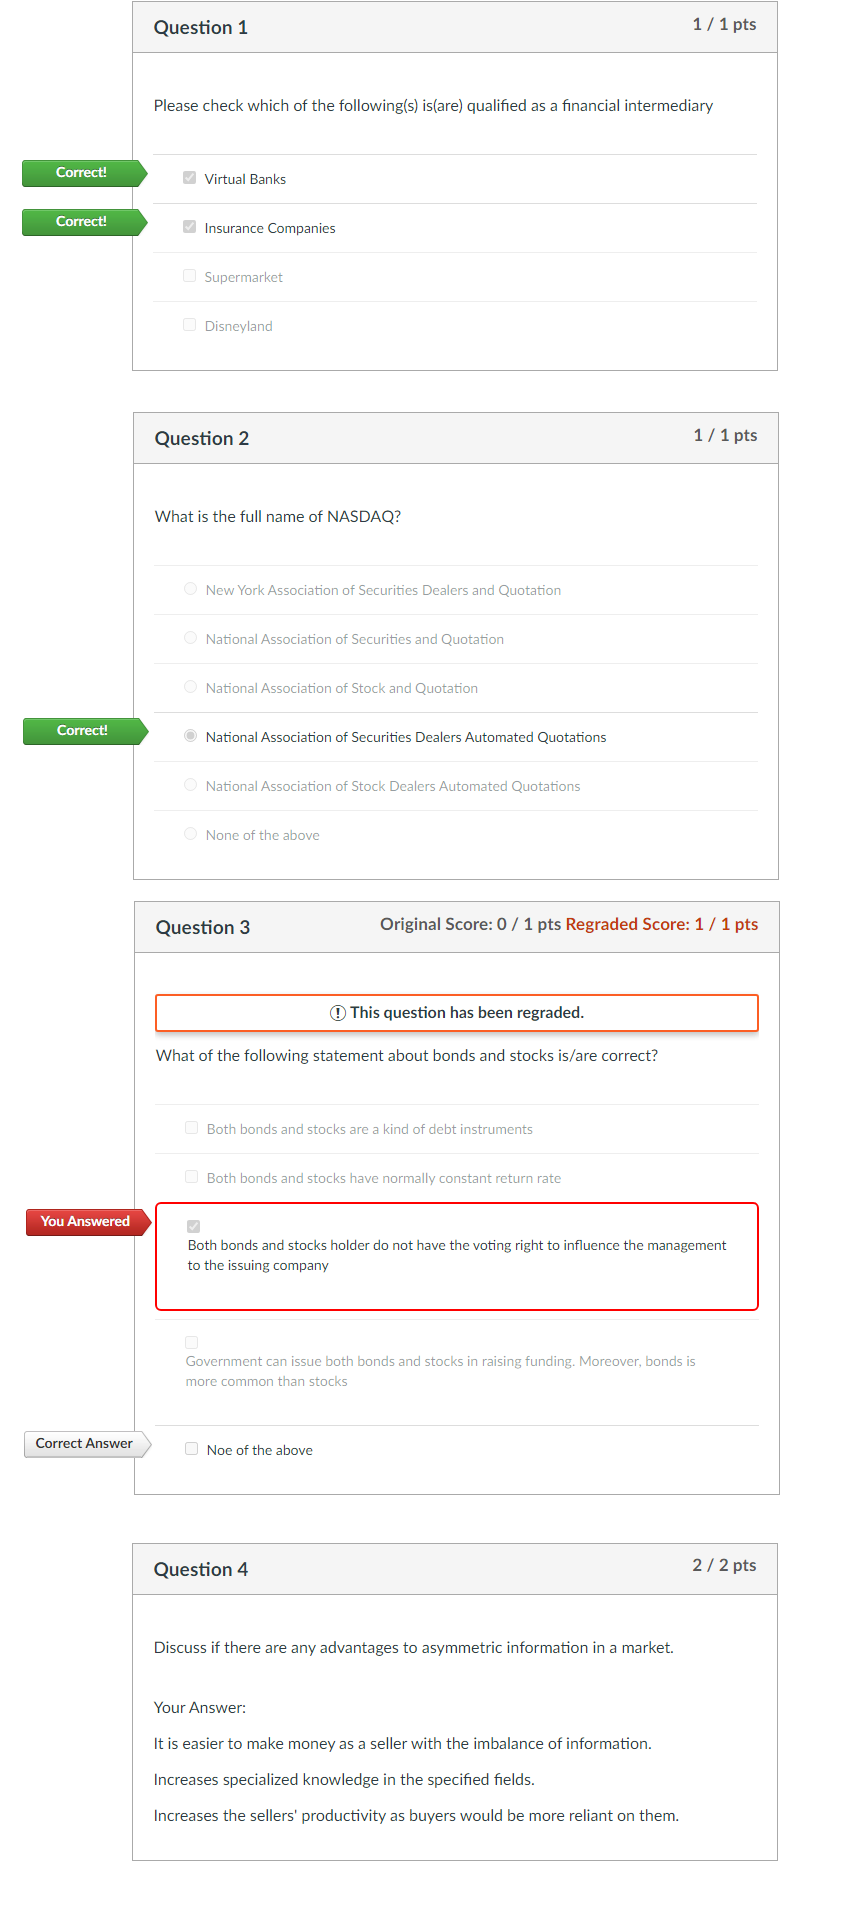 Question 1
1 / 1 pts
Please check which of the following(s) is(are) qualified as a financial intermediary
Correct!
Virtual Banks
Correct!
Insurance Companies
Supermarket
Disneyland
Question 2
1 / 1 pts
What is the full name of NASDAQ?
New York Association of Securities Dealers and Quotation
National Association of Securities and Quotation
National Association of Stock and Quotation
Correct!
National Association of Securities Dealers Automated Quotations
National Association of Stock Dealers Automated Quotations
None of the above
Question 3
Original Score: 0 / 1 pts Regraded Score: 1 / 1 pts
This question has been regraded.
What of the following statement about bonds and stocks is/are correct?
Both bonds and stocks are a kind of debt instruments
Both bonds and stocks have normally constant return rate
You Answered
Both bonds and stocks holder do not have the voting right to influence the management
to the issuing company
Government can issue both bonds and stocks in raising funding. Moreover, bonds is
more common than stocks
Correct Answer
Noe of the above
Question 4
2 / 2 pts
Discuss if there are any advantages to asymmetric information in a market.
Your Answer:
It is easier to make money as a seller with the imbalance of information.
Increases specialized knowledge in the specified fields.
Increases the sellers' productivity as buyers would be more reliant on them.